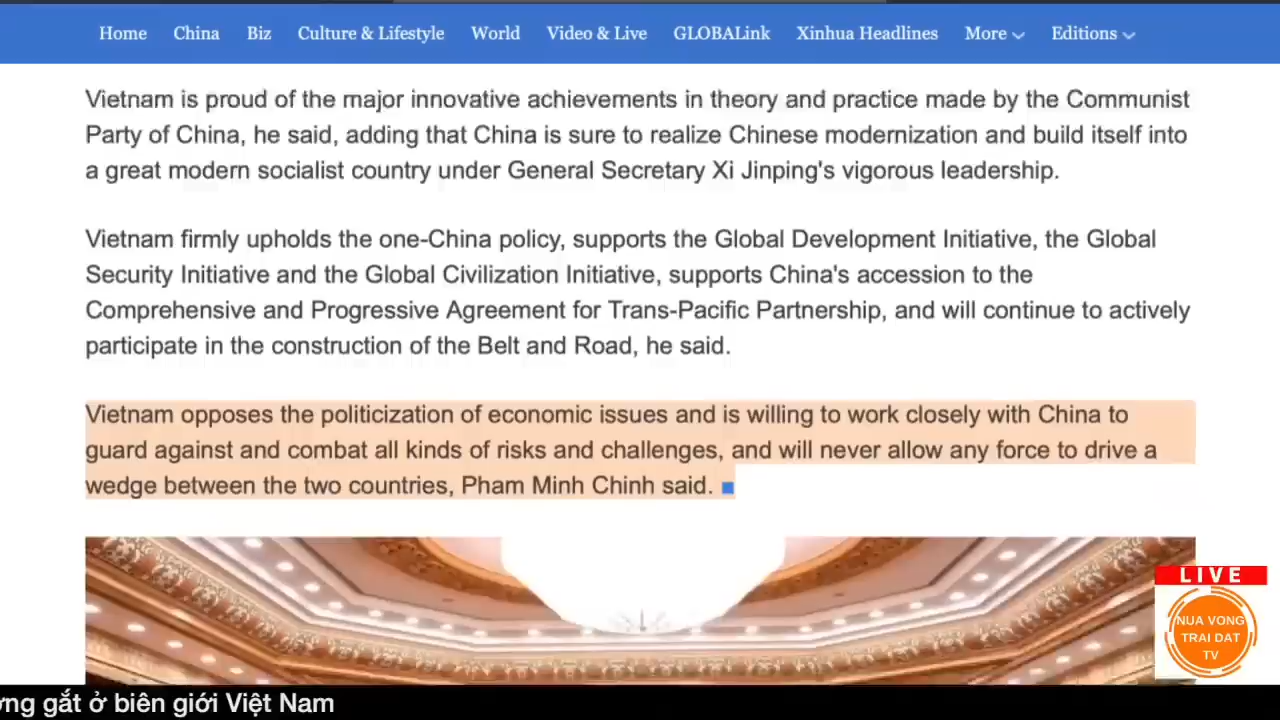 Home China Biz Culture & Lifestyle World Video & Live GLOBALink Xinhua Headlines More Editions
Vietnam is proud of the major innovative achievements in theory and practice made by the Communist
Party of China, he said, adding that China is sure to realize Chinese modernization and build itself into
a great modern socialist country under General Secretary Xi Jinping's vigorous leadership.
Vietnam firmly upholds the one-China policy, supports the Global Development Initiative, the Global
Security Initiative and the Global Civilization Initiative, supports China's accession to the
Comprehensive and Progressive Agreement for Trans-Pacific Partnership, and will continue to actively
participate in the construction of the Belt and Road, he said.
Vietnam opposes the politicization of economic issues and is willing to work closely with China to
guard against and combat all kinds of risks and challenges, and will never allow any force to drive a
wedge between the two countries, Pham Minh Chinh said.
LIVE
NUA VONG
TRAI DAT
TV
gắt ở biên giới Việt Nam